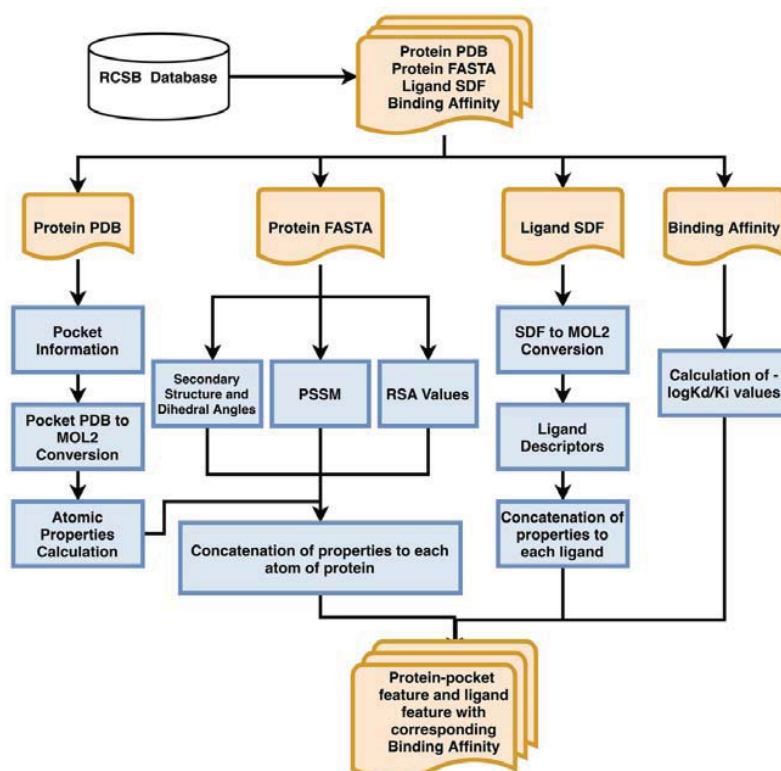 RCSB Database
Protein PDB
Protein FASTA
Ligand SDF
Binding Affinity
Protein PDB
Protein FASTA
Ligand SDF
Binding Affinity
Pocket
Information
SDF to MOL2
Conversion
Secondary
Structure and
Dihedral Angles
PSSM
RSA Values
Calculation of -
logKd/Ki values
Pocket PDB to
MOL2
Conversion
Ligand
Descriptors
Atomic
Properties
Calculation
Concatenation of properties to each
atom of protein
Concatenation of
properties to
each ligand
Protein-pocket
feature and ligand
feature with
corresponding
Binding Affinity